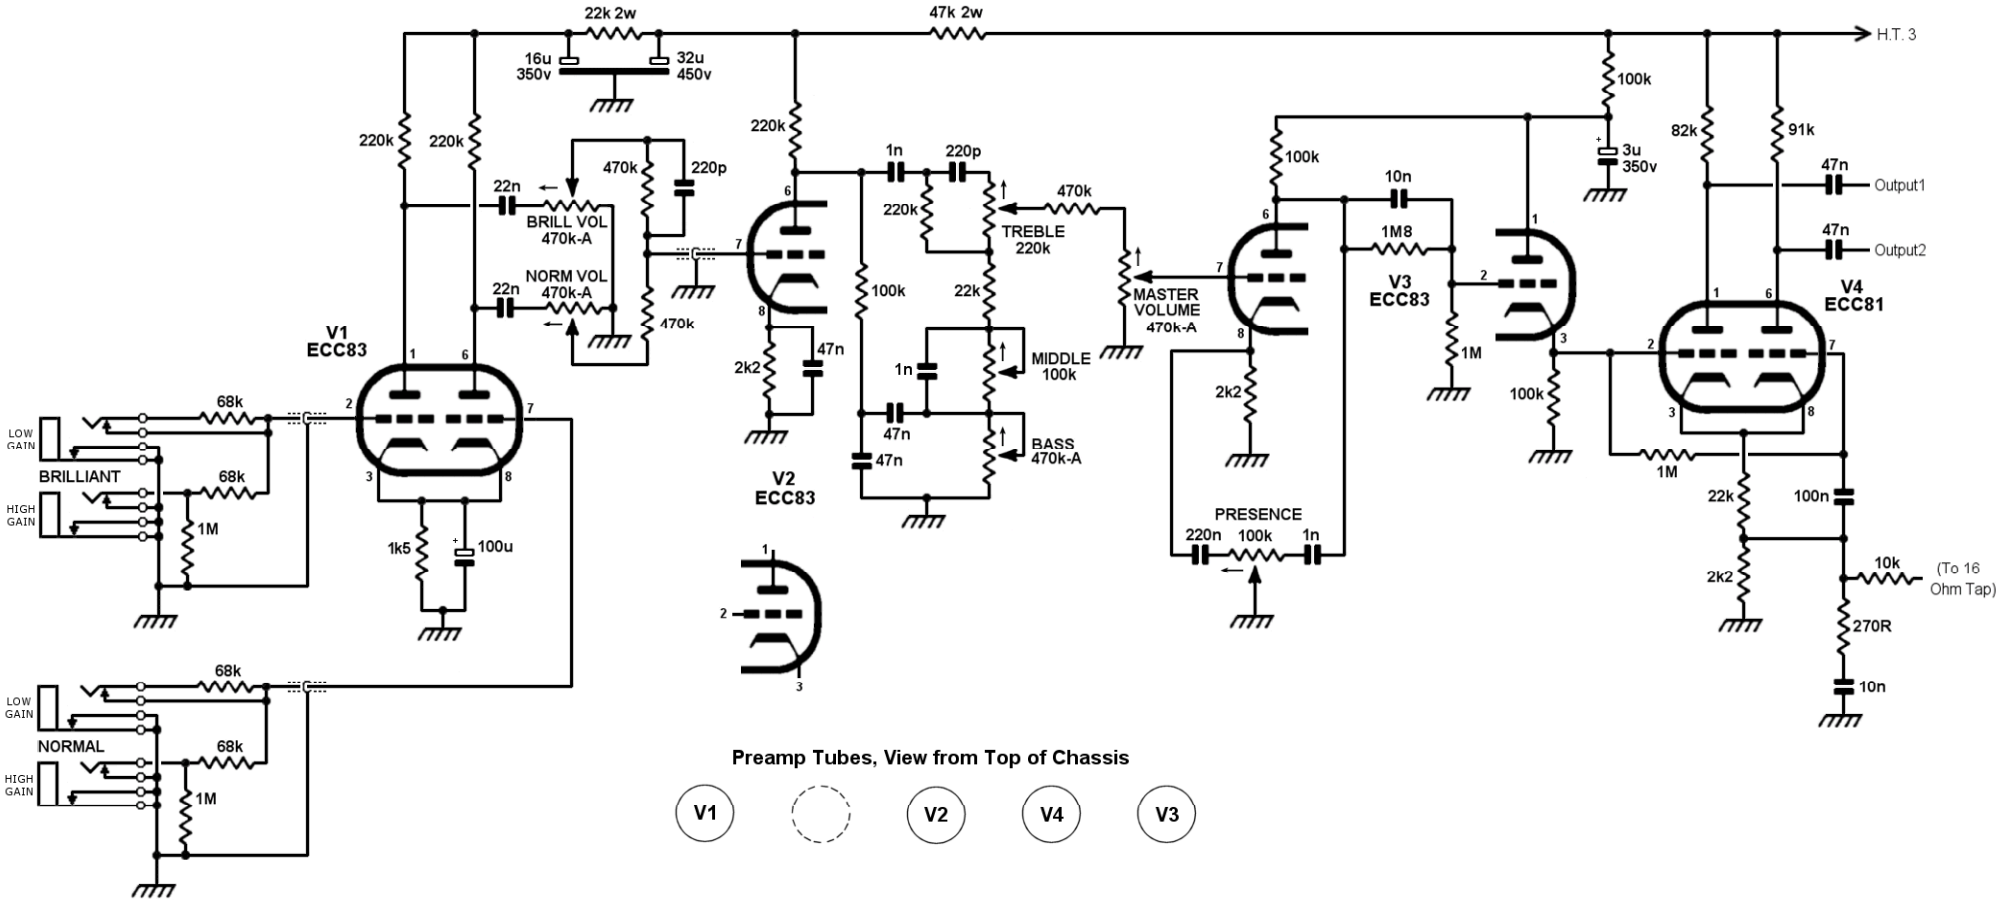 22k 2w
47k 2w
H.T. 3
16u
350v
32u
450v
100k
220k
220k
220k
82k
91k
3u
350v
470k
220p
1n
220p
100k
47n
Output1
22n
BRILL VOL
470k-A
220k
470k
TREBLE
220k
10n
1M8
47n
Output2
6
7
8
NORM VOL
470k-A
22n
470k
100k
22k
MASTER
VOLUME
470k-A
6
7
8
V3
ECC83
1
2
3
1
6
V4
ECC81
2
7
3
8
V1
ECC83
1
6
2k2
47n
1n
MIDDLE
100k
2k2
1M
100k
68k
2
7
3
8
LOW
GAIN
BRILLIANT
68k
HIGH
GAIN
1M
1k5
+
100u
47n
47n
BASS
470k-A
V2
ECC83
1M
22k
100n
PRESENCE
220n
100k
1n
1
2
3
2k2
10k
(To 16
Ohm Tap)
270R
10n
68k
LOW
GAIN
NORMAL
68k
HIGH
GAIN
1M
Preamp Tubes, View from Top of Chassis
V1
V2
V4
V3